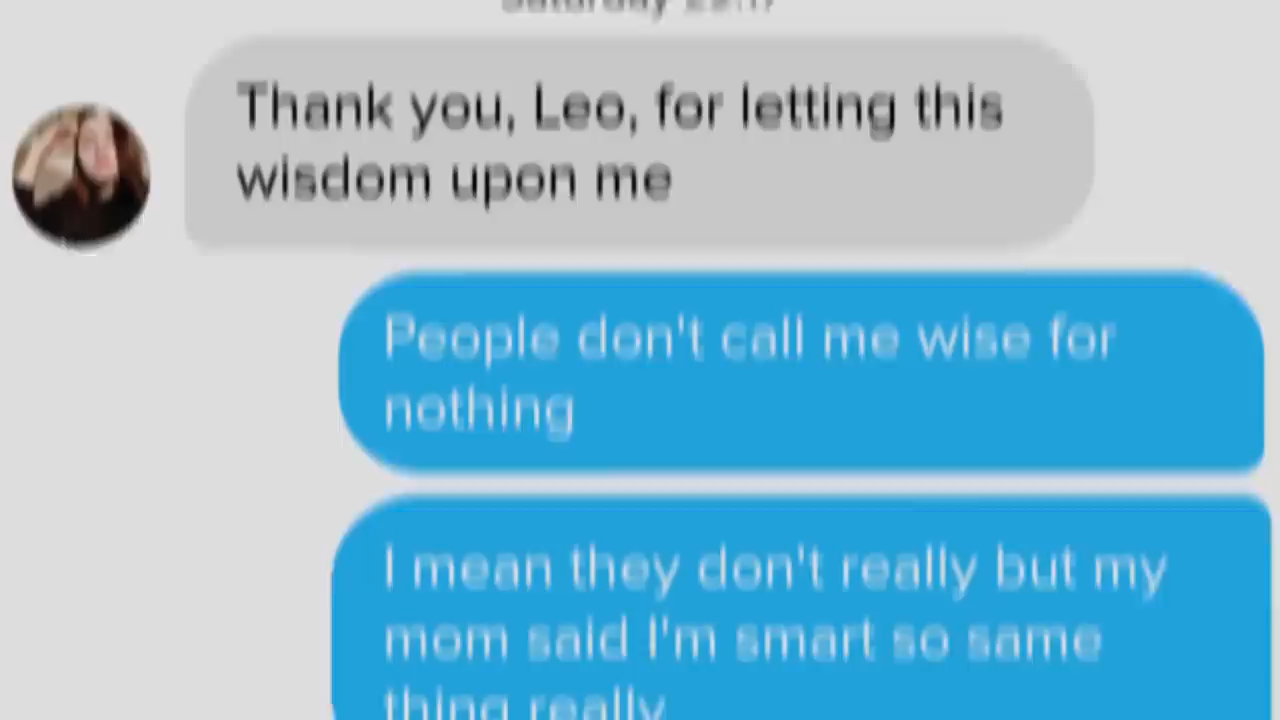 Saturday
Thank you, Leo, for letting this
wisdom upon me
People don't call me wise for
nothing
I mean they don't really but my
mom said I'm smart so same
thing really